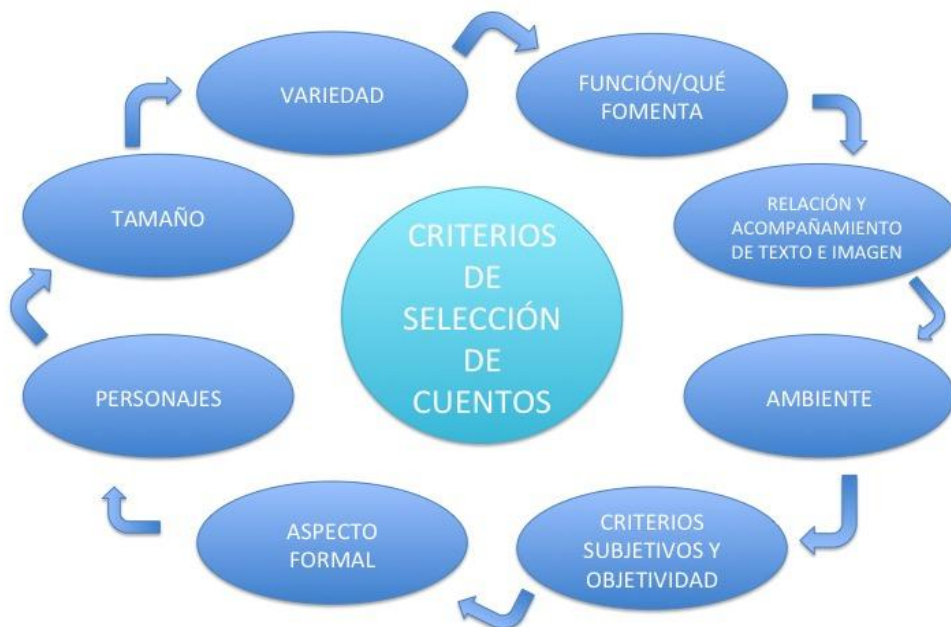 VARIEDAD
FUNCIÓN/QUÉ
FOMENTA
RELACIÓN Y
ACOMPAÑAMIENTO
DE TEXTO E IMAGEN
AMBIENTE
CRITERIOS
SUBJETIVOS Y
OBJETIVIDAD
ASPECTO
FORMAL
PERSONAJES
TAMAÑO
CRITERIOS
DE
SELECCIÓN
DE
CUENTOS